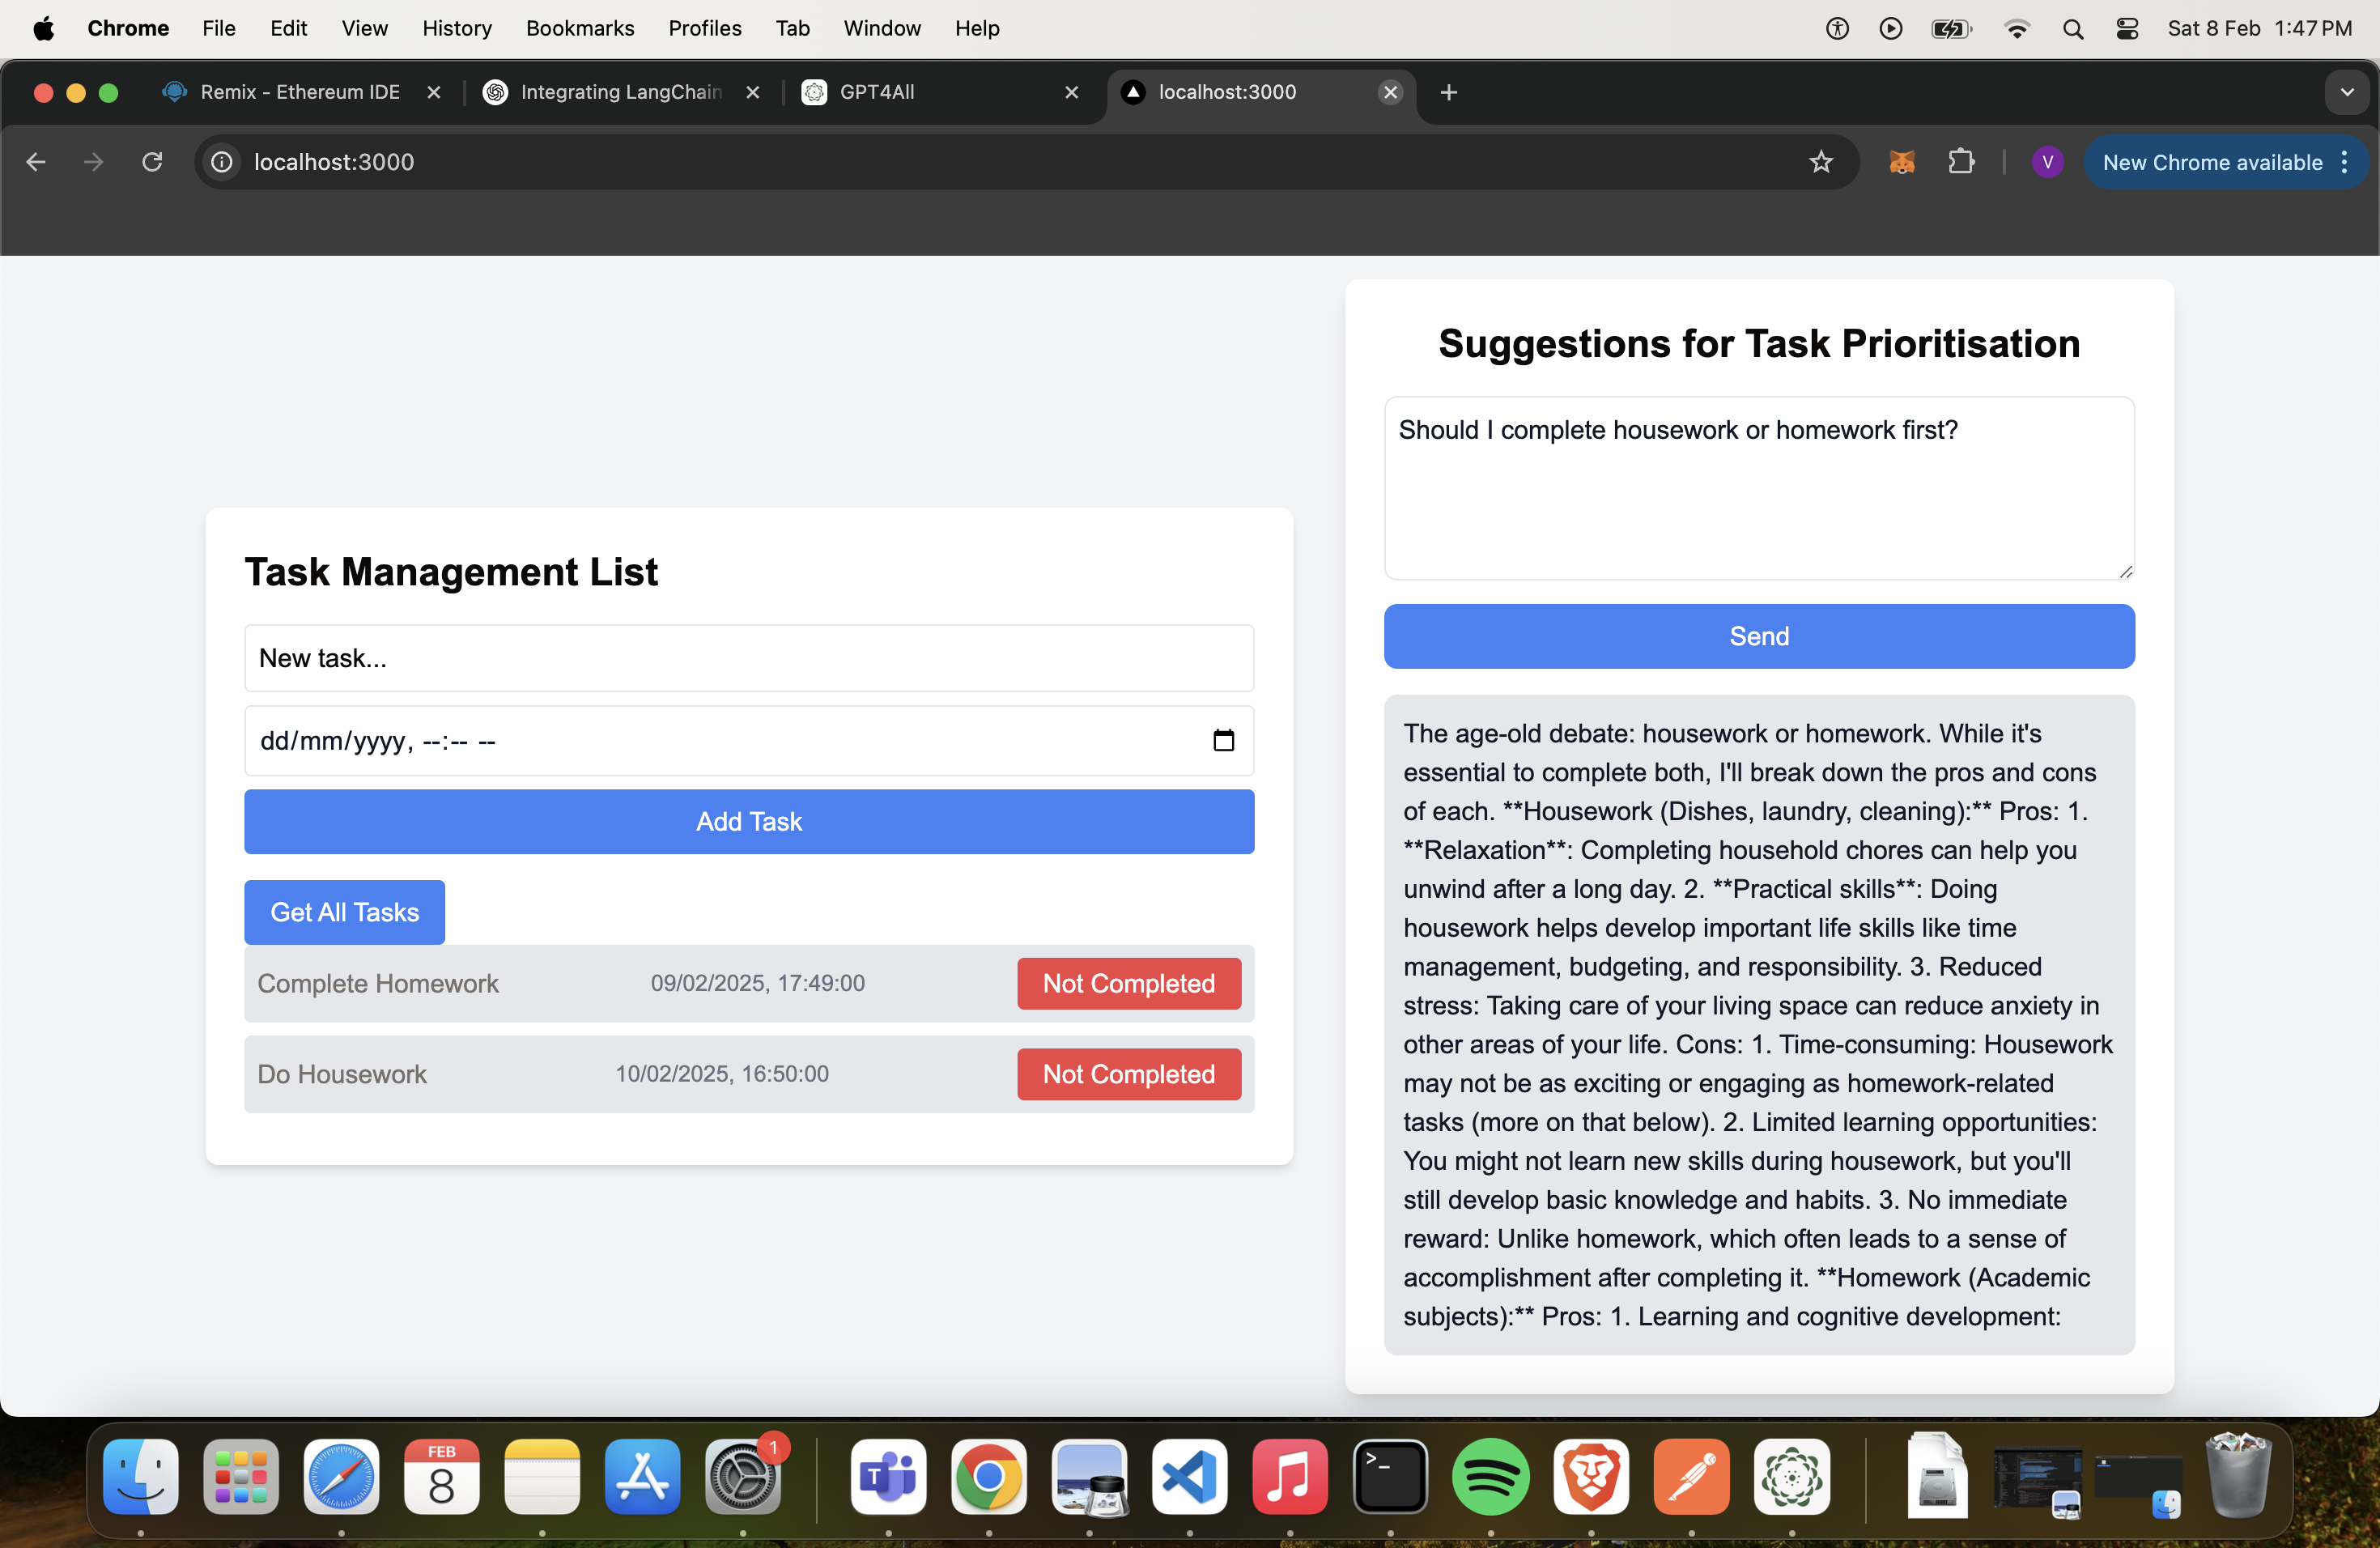 Chrome File Edit View History Bookmarks Profiles Tab Window Help Sat 8 Feb 1:47 PM
Remix - Ethereum IDE Integrating LangChain GPT4All localhost:3000
localhost:3000 V New Chrome available
Task Management List
New task...
dd/mm/yyyy, --:-- --
Add Task
Get All Tasks
Complete Homework 09/02/2025, 17:49:00 Not Completed
Do Housework 10/02/2025, 16:50:00 Not Completed
Suggestions for Task Prioritisation
Should I complete housework or homework first?
Send
The age-old debate: housework or homework. While it's
essential to complete both, I'll break down the pros and cons
of each. **Housework (Dishes, laundry, cleaning):** Pros: 1.
**Relaxation**: Completing household chores can help you
unwind after a long day. 2. **Practical skills**: Doing
housework helps develop important life skills like time
management, budgeting, and responsibility. 3. Reduced
stress: Taking care of your living space can reduce anxiety in
other areas of your life. Cons: 1. Time-consuming: Housework
may not be as exciting or engaging as homework-related
tasks (more on that below). 2. Limited learning opportunities:
You might not learn new skills during housework, but you'll
still develop basic knowledge and habits. 3. No immediate
reward: Unlike homework, which often leads to a sense of
accomplishment after completing it. **Homework (Academic
subjects):** Pros: 1. Learning and cognitive development:
FEB
8
1
T
>_